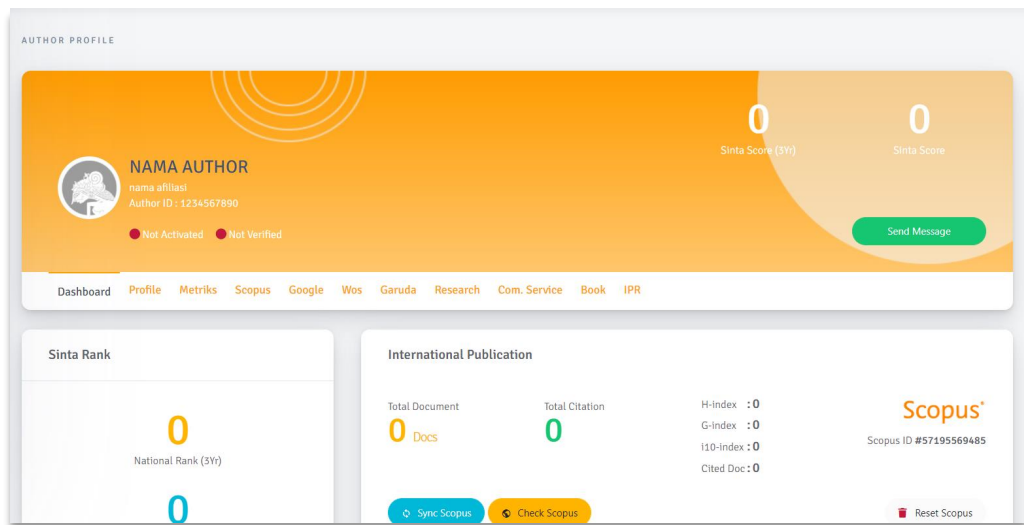 AUTHOR PROFILE
0
Sinta Score (3Yr)
0
Sinta Score
NAMA AUTHOR
nama afiliasi
Author ID : 1234567890
Not Activated Not Verified
Send Message
Dashboard Profile Metriks Scopus Google Wos Garuda Research Com. Service Book IPR
Sinta Rank
0
National Rank (3Yr)
0
International Publication
Total Document
0 Docs
Total Citation
0
H-index : 0
G-index : 0
i10-index : 0
Cited Doc : 0
Scopus®
Scopus ID #57195569485
Sync Scopus Check Scopus Reset Scopus